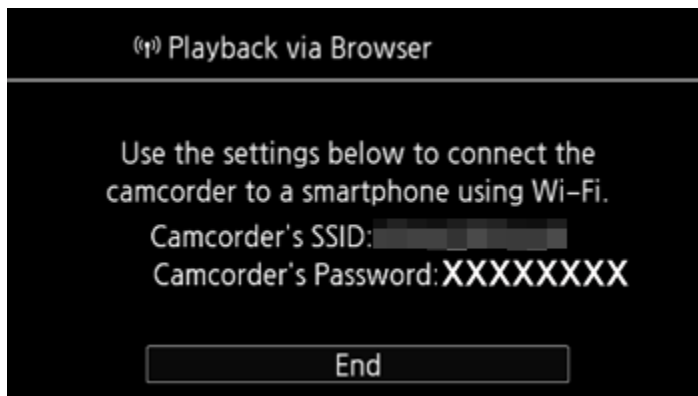 Playback via Browser
Use the settings below to connect the
camcorder to a smartphone using Wi-Fi.
Camcorder's SSID:
Camcorder's Password: XXXXXXXX
End